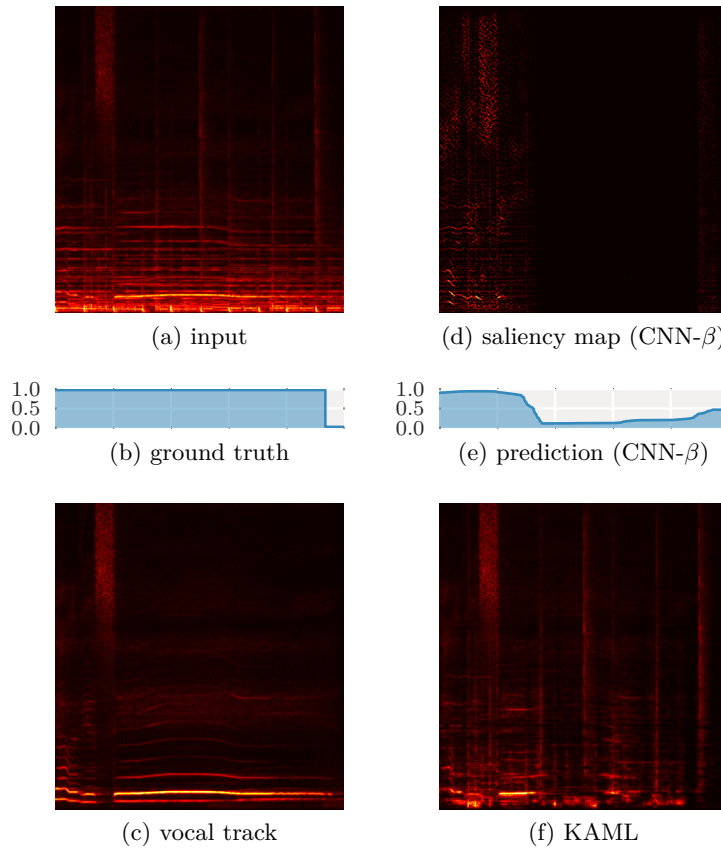 (a) input
(d) saliency map (CNN-β)
1.0
0.5
0.0
(b) ground truth
1.0
0.5
0.0
(e) prediction (CNN-β)
(c) vocal track
(f) KAML